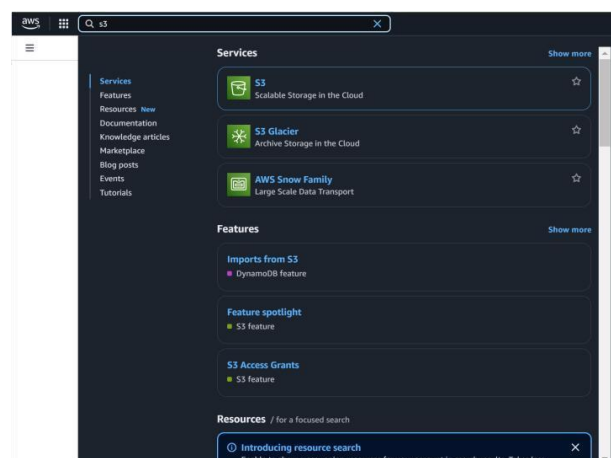 aws
s3
Services
Show more
Services
Features
Resources New
Documentation
Knowledge articles
Marketplace
Blog posts
Events
Tutorials
S3
Scalable Storage in the Cloud
S3 Glacier
Archive Storage in the Cloud
AWS Snow Family
Large Scale Data Transport
Features
Show more
Imports from S3
DynamoDB feature
Feature spotlight
S3 feature
S3 Access Grants
S3 feature
Resources / for a focused search
Introducing resource search